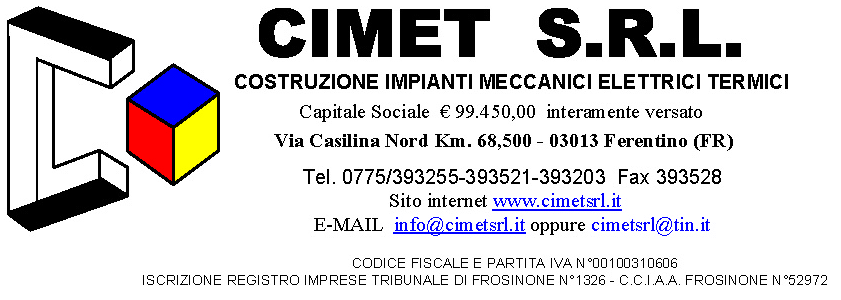 CIMET S.R.L.
COSTRUZIONE IMPIANTI MECCANICI ELETTRICI TERMICI
Capitale Sociale € 99.450,00 interamente versato
Via Casilina Nord Km. 68,500 - 03013 Ferentino (FR)
Tel. 0775/393255-393521-393203 Fax 393528
Sito internet www.cimetsrl.it
E-MAIL info@cimetsrl.it oppure cimetsrl@tin.it
CODICE FISCALE E PARTITA IVA N°00100310606
ISCRIZIONE REGISTRO IMPRESE TRIBUNALE DI FROSINONE N°1326 - C.C.I.A.A. FROSINONE N°52972